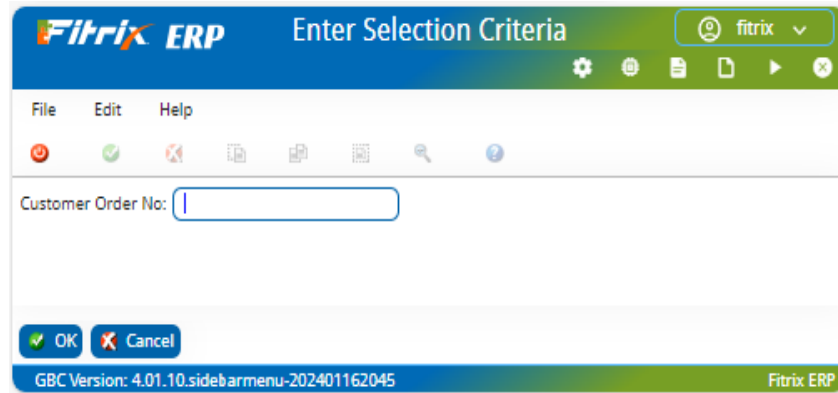 Fitrix ERP Enter Selection Criteria fitrix
File Edit Help
Customer Order No:
OK Cancel
GBC Version: 4.01.10.sidebarmenu-202401162045 Fitrix ERP